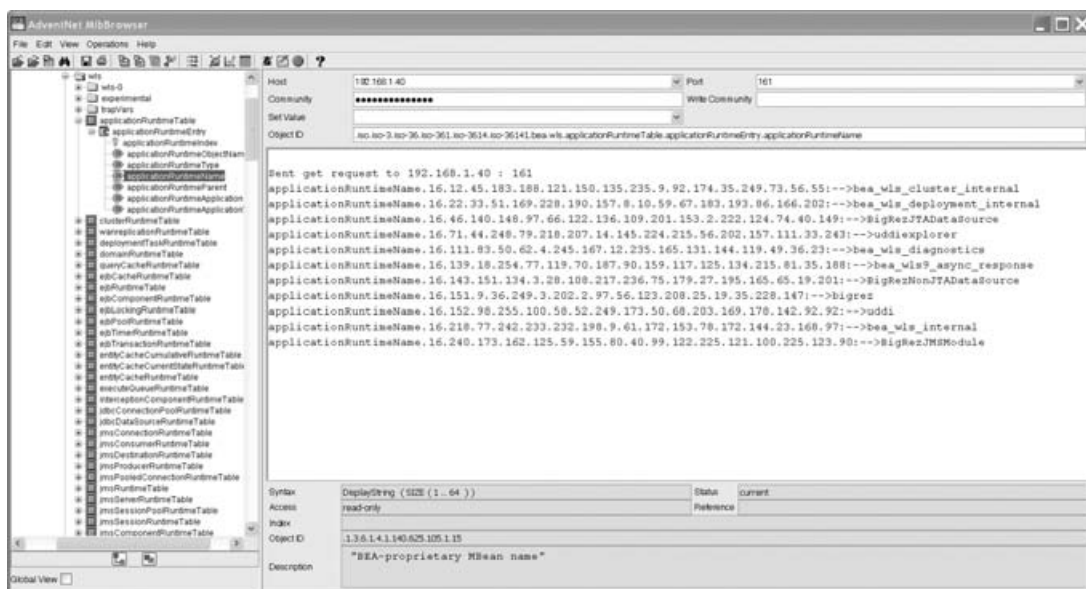 AdventNet MibBrowser
File Edit View Operations Help
wls
wls-0
experimental
trapVars
applicationRuntimeTable
applicationRuntimeEntry
applicationRuntimeIndex
applicationRuntimeObjectNam
applicationRuntimeType
applicationRuntimeName
applicationRuntimeParent
applicationRuntimeApplication
applicationRuntimeApplication
clusterRuntimeTable
wanreplicationRuntimeTable
deploymentTaskRuntimeTable
domainRuntimeTable
queryCacheRuntimeTable
ejbCacheRuntimeTable
ejbRuntimeTable
ejbComponentRuntimeTable
ejbLockingRuntimeTable
ejbPoolRuntimeTable
ejbTimerRuntimeTable
ejbTransactionRuntimeTable
entityCacheCumulativeRuntimeTable
entityCacheCurrentStateRuntimeTable
entityCacheRuntimeTable
executeQueueRuntimeTable
interceptionComponentRuntimeTable
jdbcConnectionPoolRuntimeTable
jdbcDataSourceRuntimeTable
jmsConnectionRuntimeTable
jmsConsumerRuntimeTable
jmsDestinationRuntimeTable
jmsProducerRuntimeTable
jmsPooledConnectionRuntimeTable
jmsRuntimeTable
jmsServerRuntimeTable
jmsSessionPoolRuntimeTable
jmsSessionRuntimeTable
jmsComponentRuntimeTable
Global View
Host 192.168.1.40 Port 161
Community ●●●●●●●●●●●●●● Write Community
Set Value
Object ID .iso.iso-3.iso-36.iso-361.iso-3614.iso-36141.bea.wls.applicationRuntimeTable.applicationRuntimeEntry.applicationRuntimeName
Sent get request to 192.168.1.40 : 161
applicationRuntimeName.16.12.45.183.188.121.150.135.235.9.92.174.35.249.73.56.55:-->bea_wls_cluster_internal
applicationRuntimeName.16.22.33.51.169.228.190.157.8.10.59.67.183.193.86.166.202:-->bea_wls_deployment_internal
applicationRuntimeName.16.46.140.148.97.66.122.136.109.201.153.2.222.124.74.40.149:-->BigRezJTADataSource
applicationRuntimeName.16.71.44.248.79.218.207.14.145.224.215.56.202.157.111.33.243:-->uddiexplorer
applicationRuntimeName.16.111.83.50.62.4.245.167.12.235.165.131.144.119.49.36.23:-->bea_wls_diagnostics
applicationRuntimeName.16.139.18.254.77.119.70.187.90.159.117.125.134.215.81.35.188:-->bea_wls9_async_response
applicationRuntimeName.16.143.151.134.3.28.108.217.236.75.179.27.195.165.65.19.201:-->BigRezNonJTADataSource
applicationRuntimeName.16.151.9.36.249.3.202.2.97.56.123.208.25.19.35.228.147:-->bigrez
applicationRuntimeName.16.152.98.255.100.58.52.249.173.50.68.203.169.178.142.92.92:-->uddi
applicationRuntimeName.16.218.77.242.233.232.198.9.61.172.153.78.172.144.23.168.97:-->bea_wls_internal
applicationRuntimeName.16.240.173.162.125.59.155.80.40.99.122.225.121.100.225.123.90:-->BigRezJMSModule
Syntax DisplayString ( SIZE ( 1 .. 64 ) ) Status current
Access read-only Reference
Index
Object ID .1.3.6.1.4.1.140.625.105.1.15
Description "BEA-proprietary MBean name"